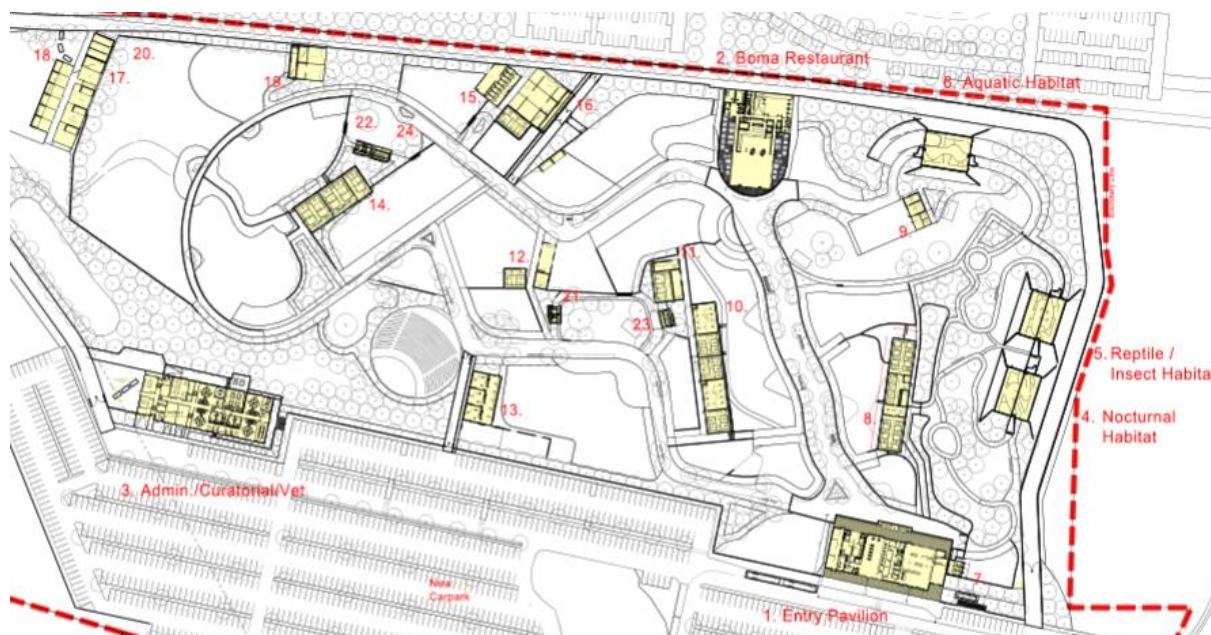 2. Boma Restaurant
6. Aquatic Habitat
18.
20.
17.
19.
15.
16.
22.
24.
14.
9.
12.
11.
21.
23.
10.
5. Reptile /
Insect Habita
8.
4. Nocturnal
Habitat
13.
3. Admin./Curatorial/Vet
New
Carpark
7.
1. Entry Pavilion